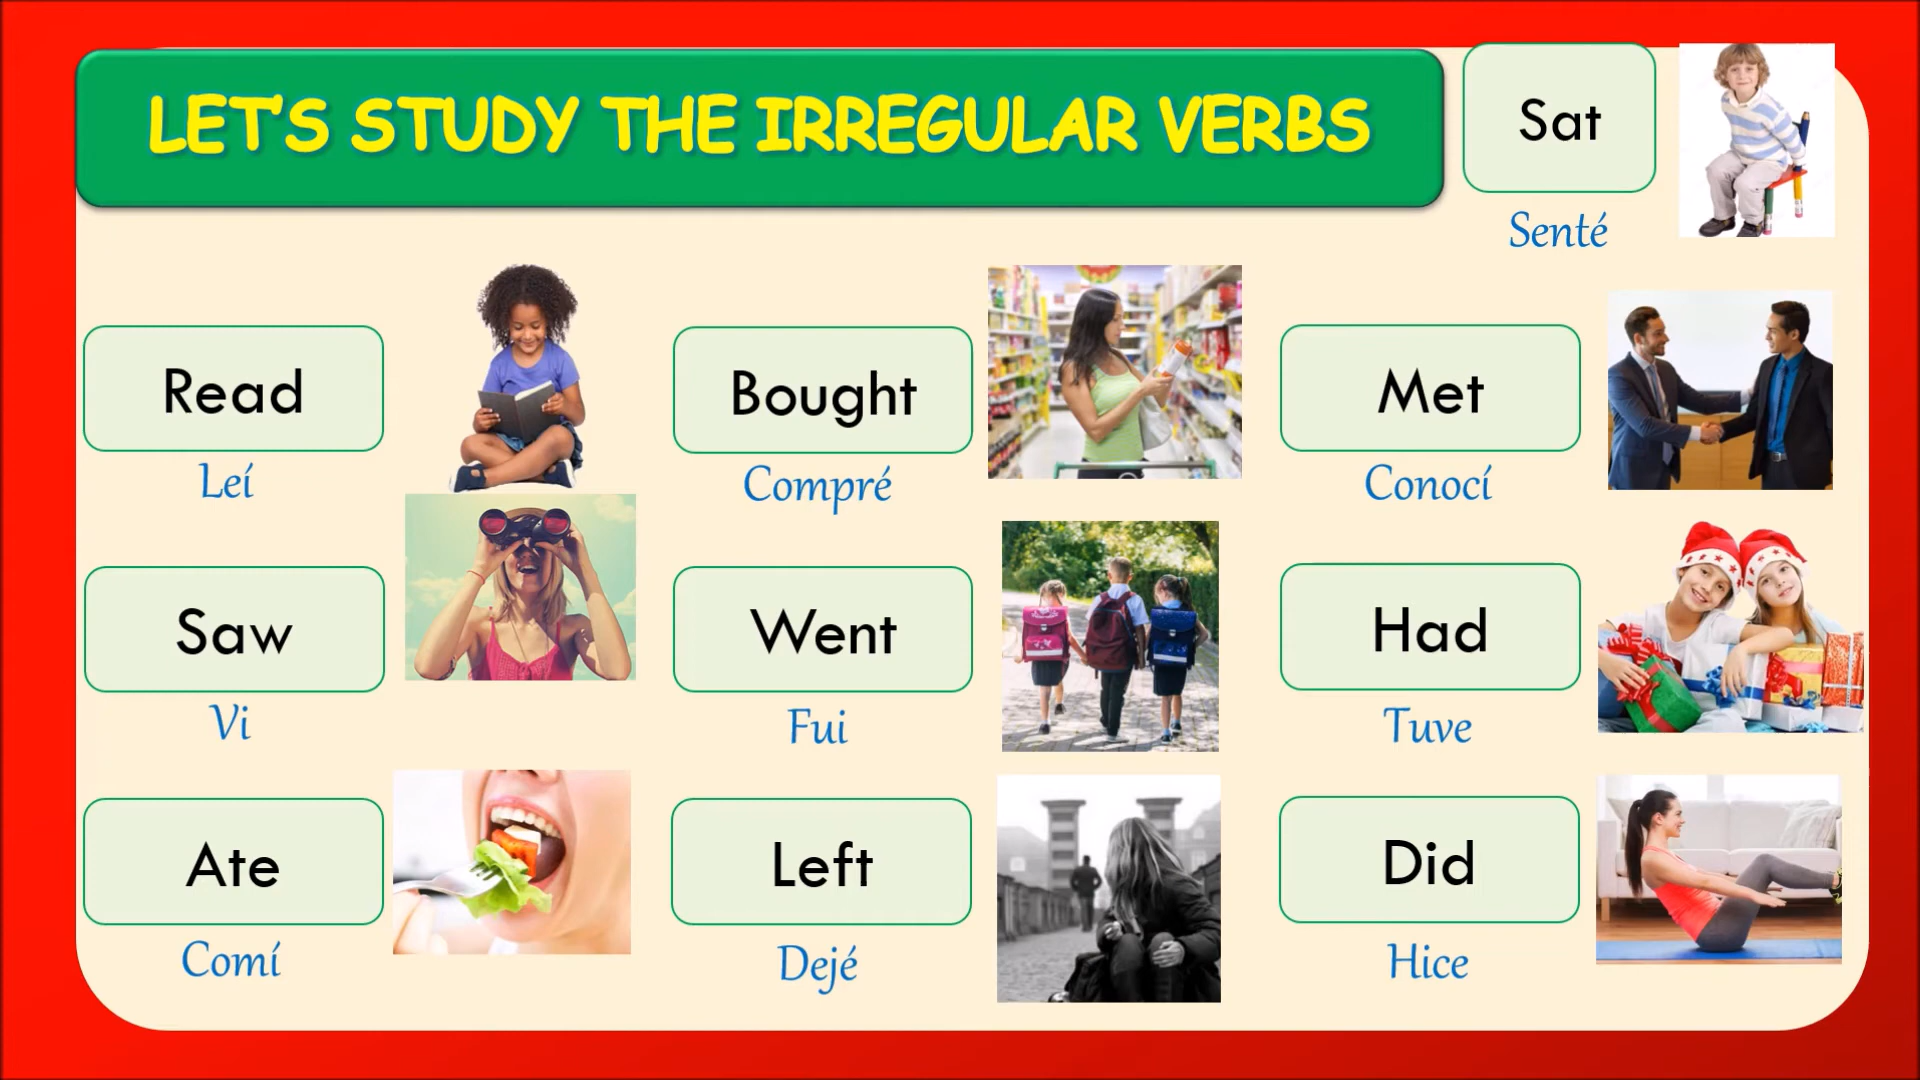 LET'S STUDY THE IRREGULAR VERBS
Sat
Senté
Read
Leí
Bought
Compré
Met
Conocí
Saw
Vi
Went
Fui
Had
Tuve
Ate
Comí
Left
Dejé
Did
Hice